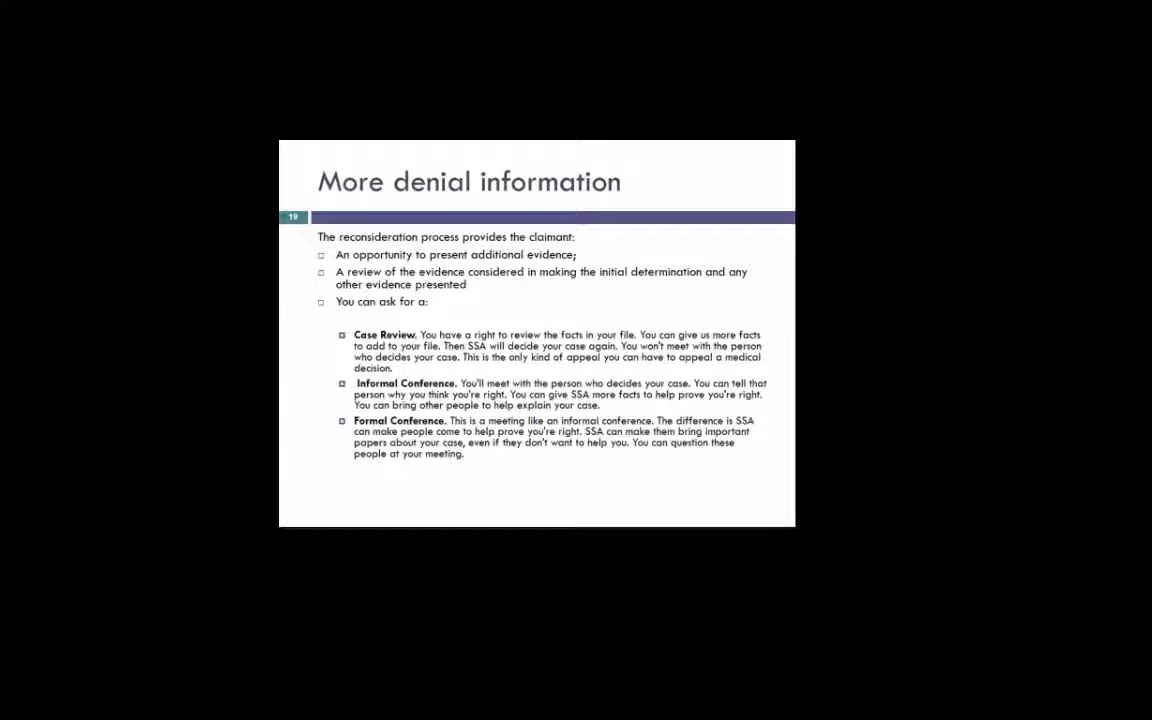 More denial information
19
The reconsideration process provides the claimant:
An opportunity to present additional evidence;
A review of the evidence considered in making the initial determination and any
other evidence presented
You can ask for a:
Case Review. You have a right to review the facts in your file. You can give us more facts
to add to your file. Then SSA will decide your case again. You won't meet with the person
who decides your case. This is the only kind of appeal you can have to appeal a medical
decision.
Informal Conference. You'll meet with the person who decides your case. You can tell that
person why you think you're right. You can give SSA more facts to help prove you're right.
You can bring other people to help explain your case.
Formal Conference. This is a meeting like an informal conference. The difference is SSA
can make people come to help prove you're right. SSA can make them bring important
papers about your case, even if they don't want to help you. You can question these
people at your meeting.